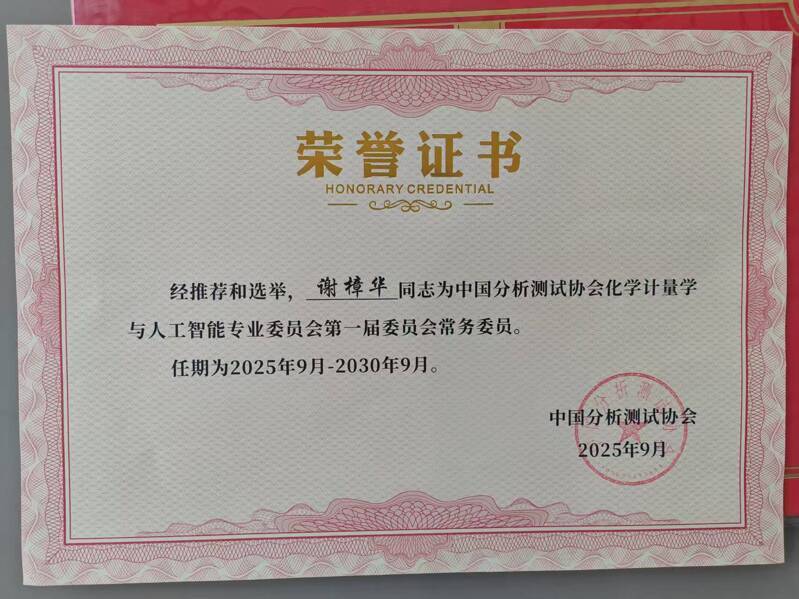 荣誉证书
HONORARY CREDENTIAL
经推荐和选举，谢樟华同志为中国分析测试协会化学计量学
与人工智能专业委员会第一届委员会常务委员。
任期为2025年9月-2030年9月。
中国分析测试协会
2025年9月